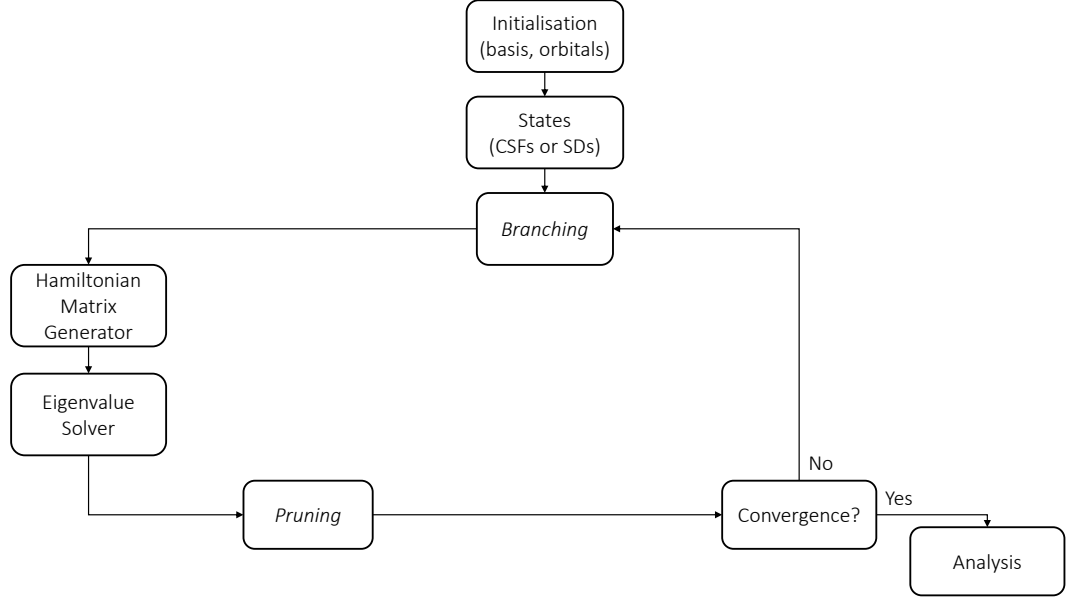 Initialisation
(basis, orbitals)
States
(CSFs or SDs)
Branching
Hamiltonian
Matrix
Generator
Eigenvalue
Solver
Pruning
Convergence?
No
Yes
Analysis